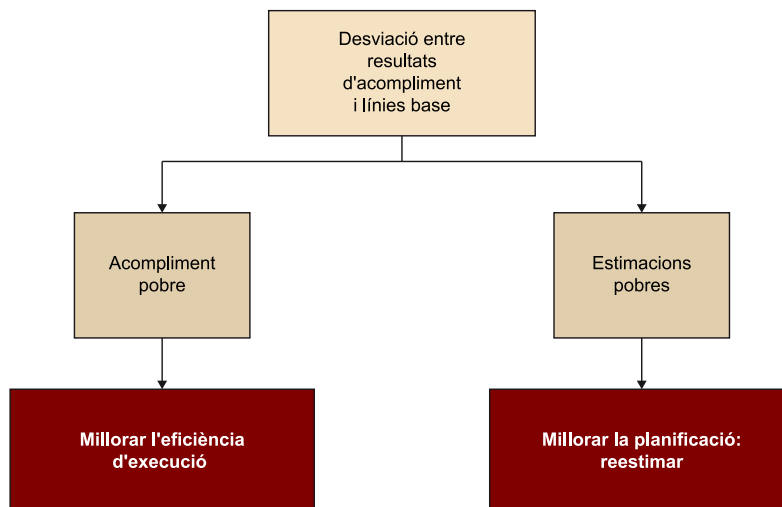 Desviació entre
resultats
d'acompliment
i línies base
Acompliment
pobre
Estimacions
pobres
Millorar l'eficiència
d'execució
Millorar la planificació:
reestimar